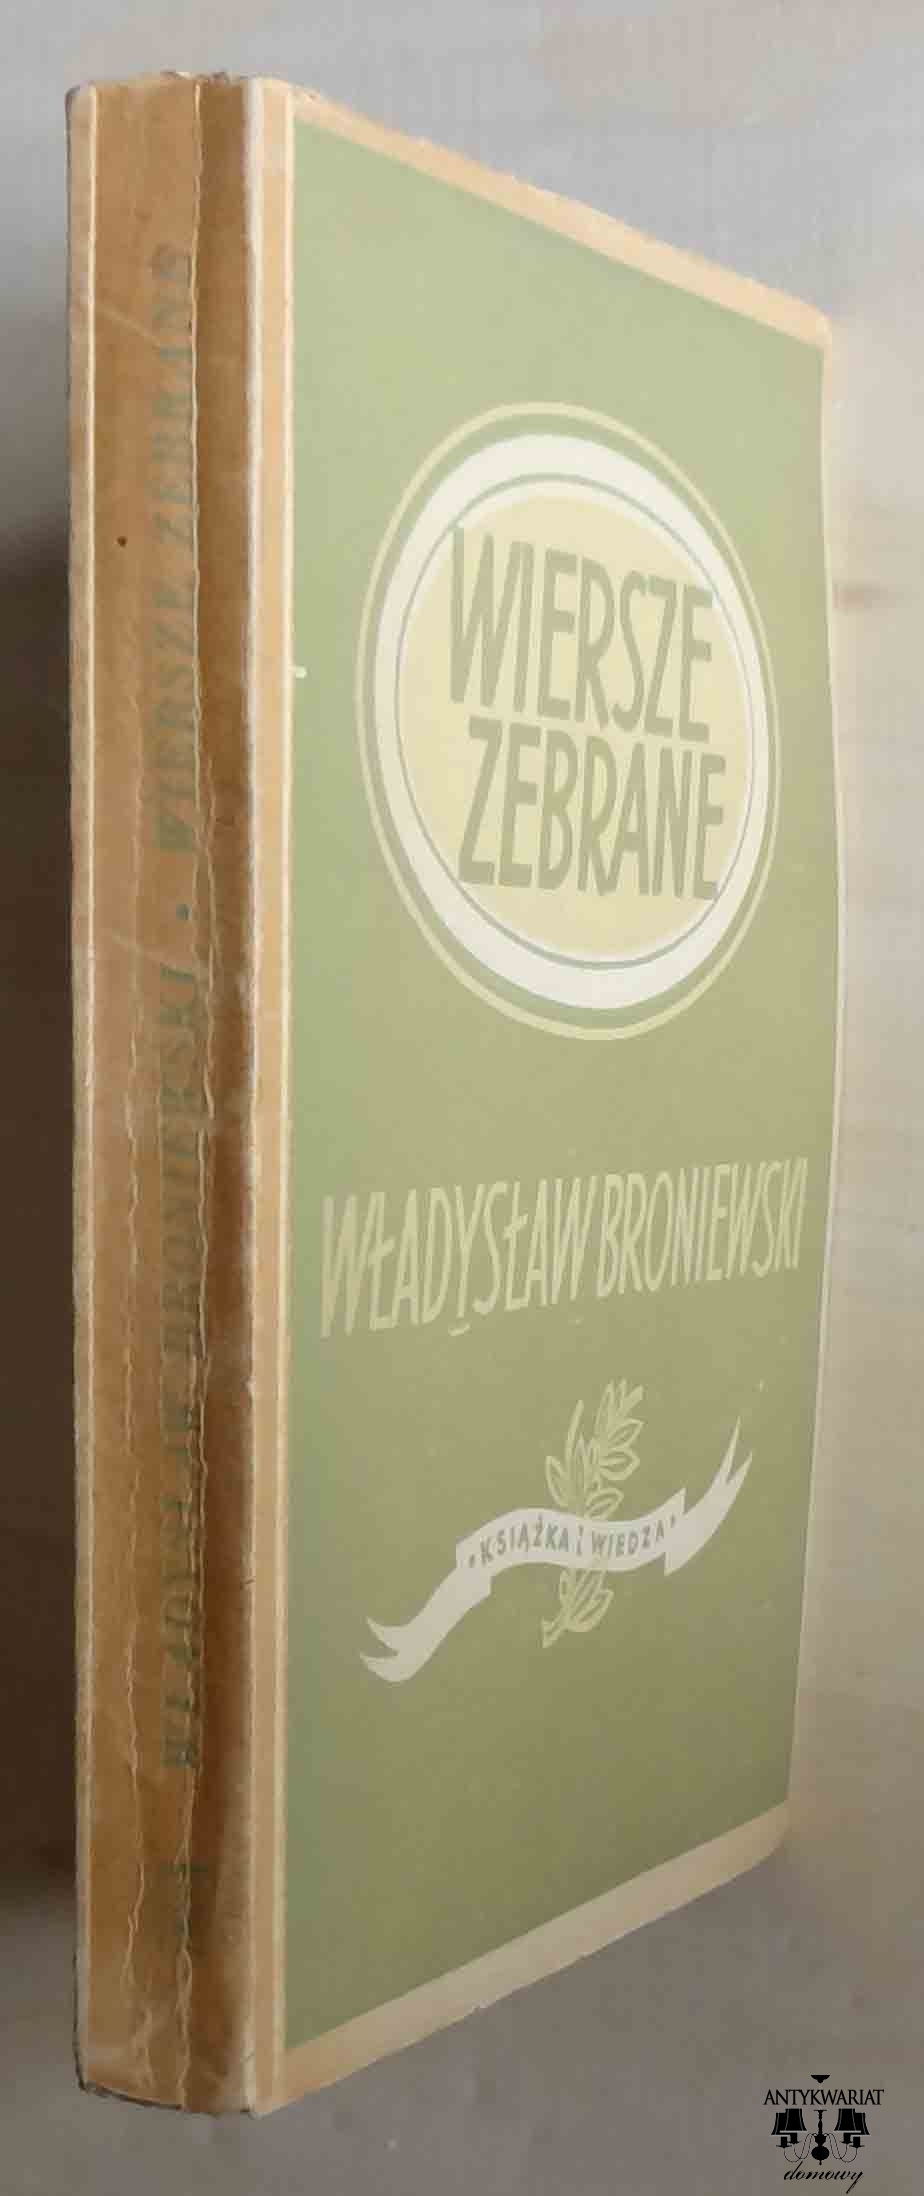 WŁADYSŁAW BRONIEWSKI • WIERSZE ZEBRANE
WIERSZE
ZEBRANE
WŁADYSŁAW BRONIEWSKI
• KSIĄŻKA i WIEDZA •
ANTYKWARIAT
domowy